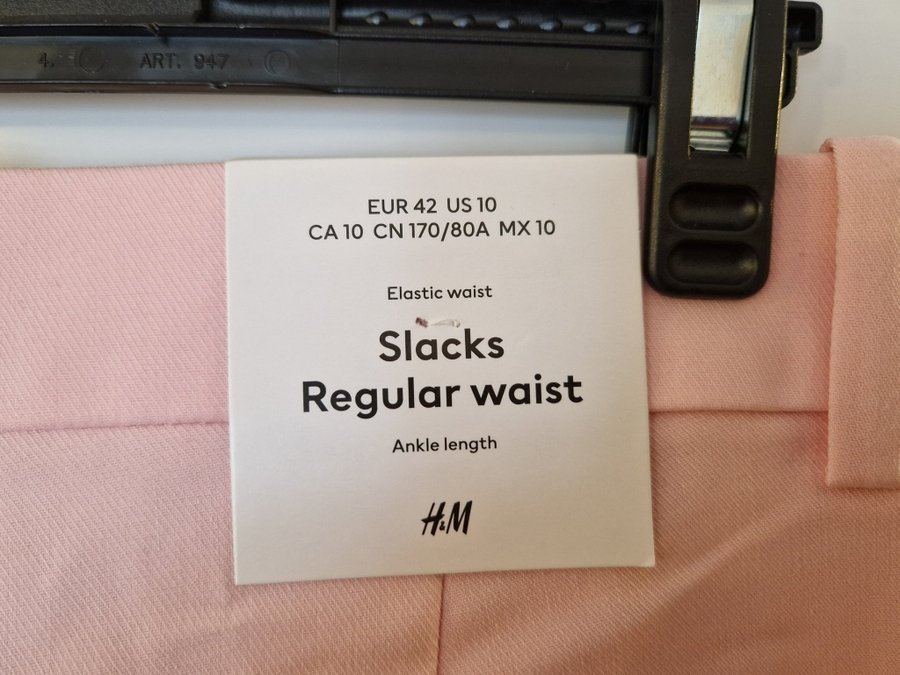 4. ART. 947
EUR 42 US 10
CA 10 CN 170/80A MX 10
Elastic waist
Slacks
Regular waist
Ankle length
H&M